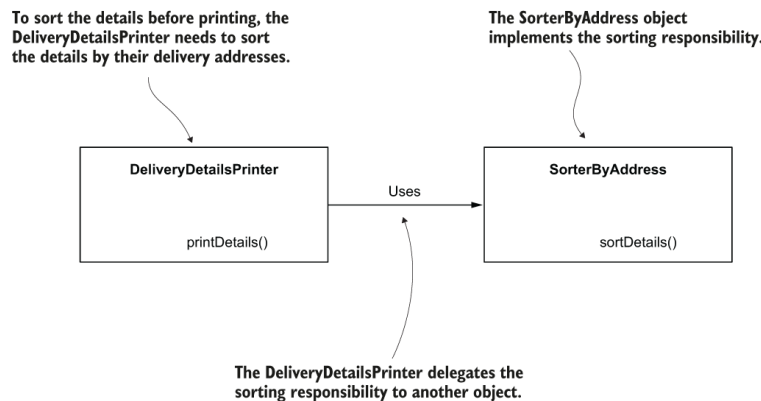 To sort the details before printing, the
DeliveryDetailsPrinter needs to sort
the details by their delivery addresses.
The SorterByAddress object
implements the sorting responsibility.
DeliveryDetailsPrinter
printDetails()
Uses
SorterByAddress
sortDetails()
The DeliveryDetailsPrinter delegates the
sorting responsibility to another object.